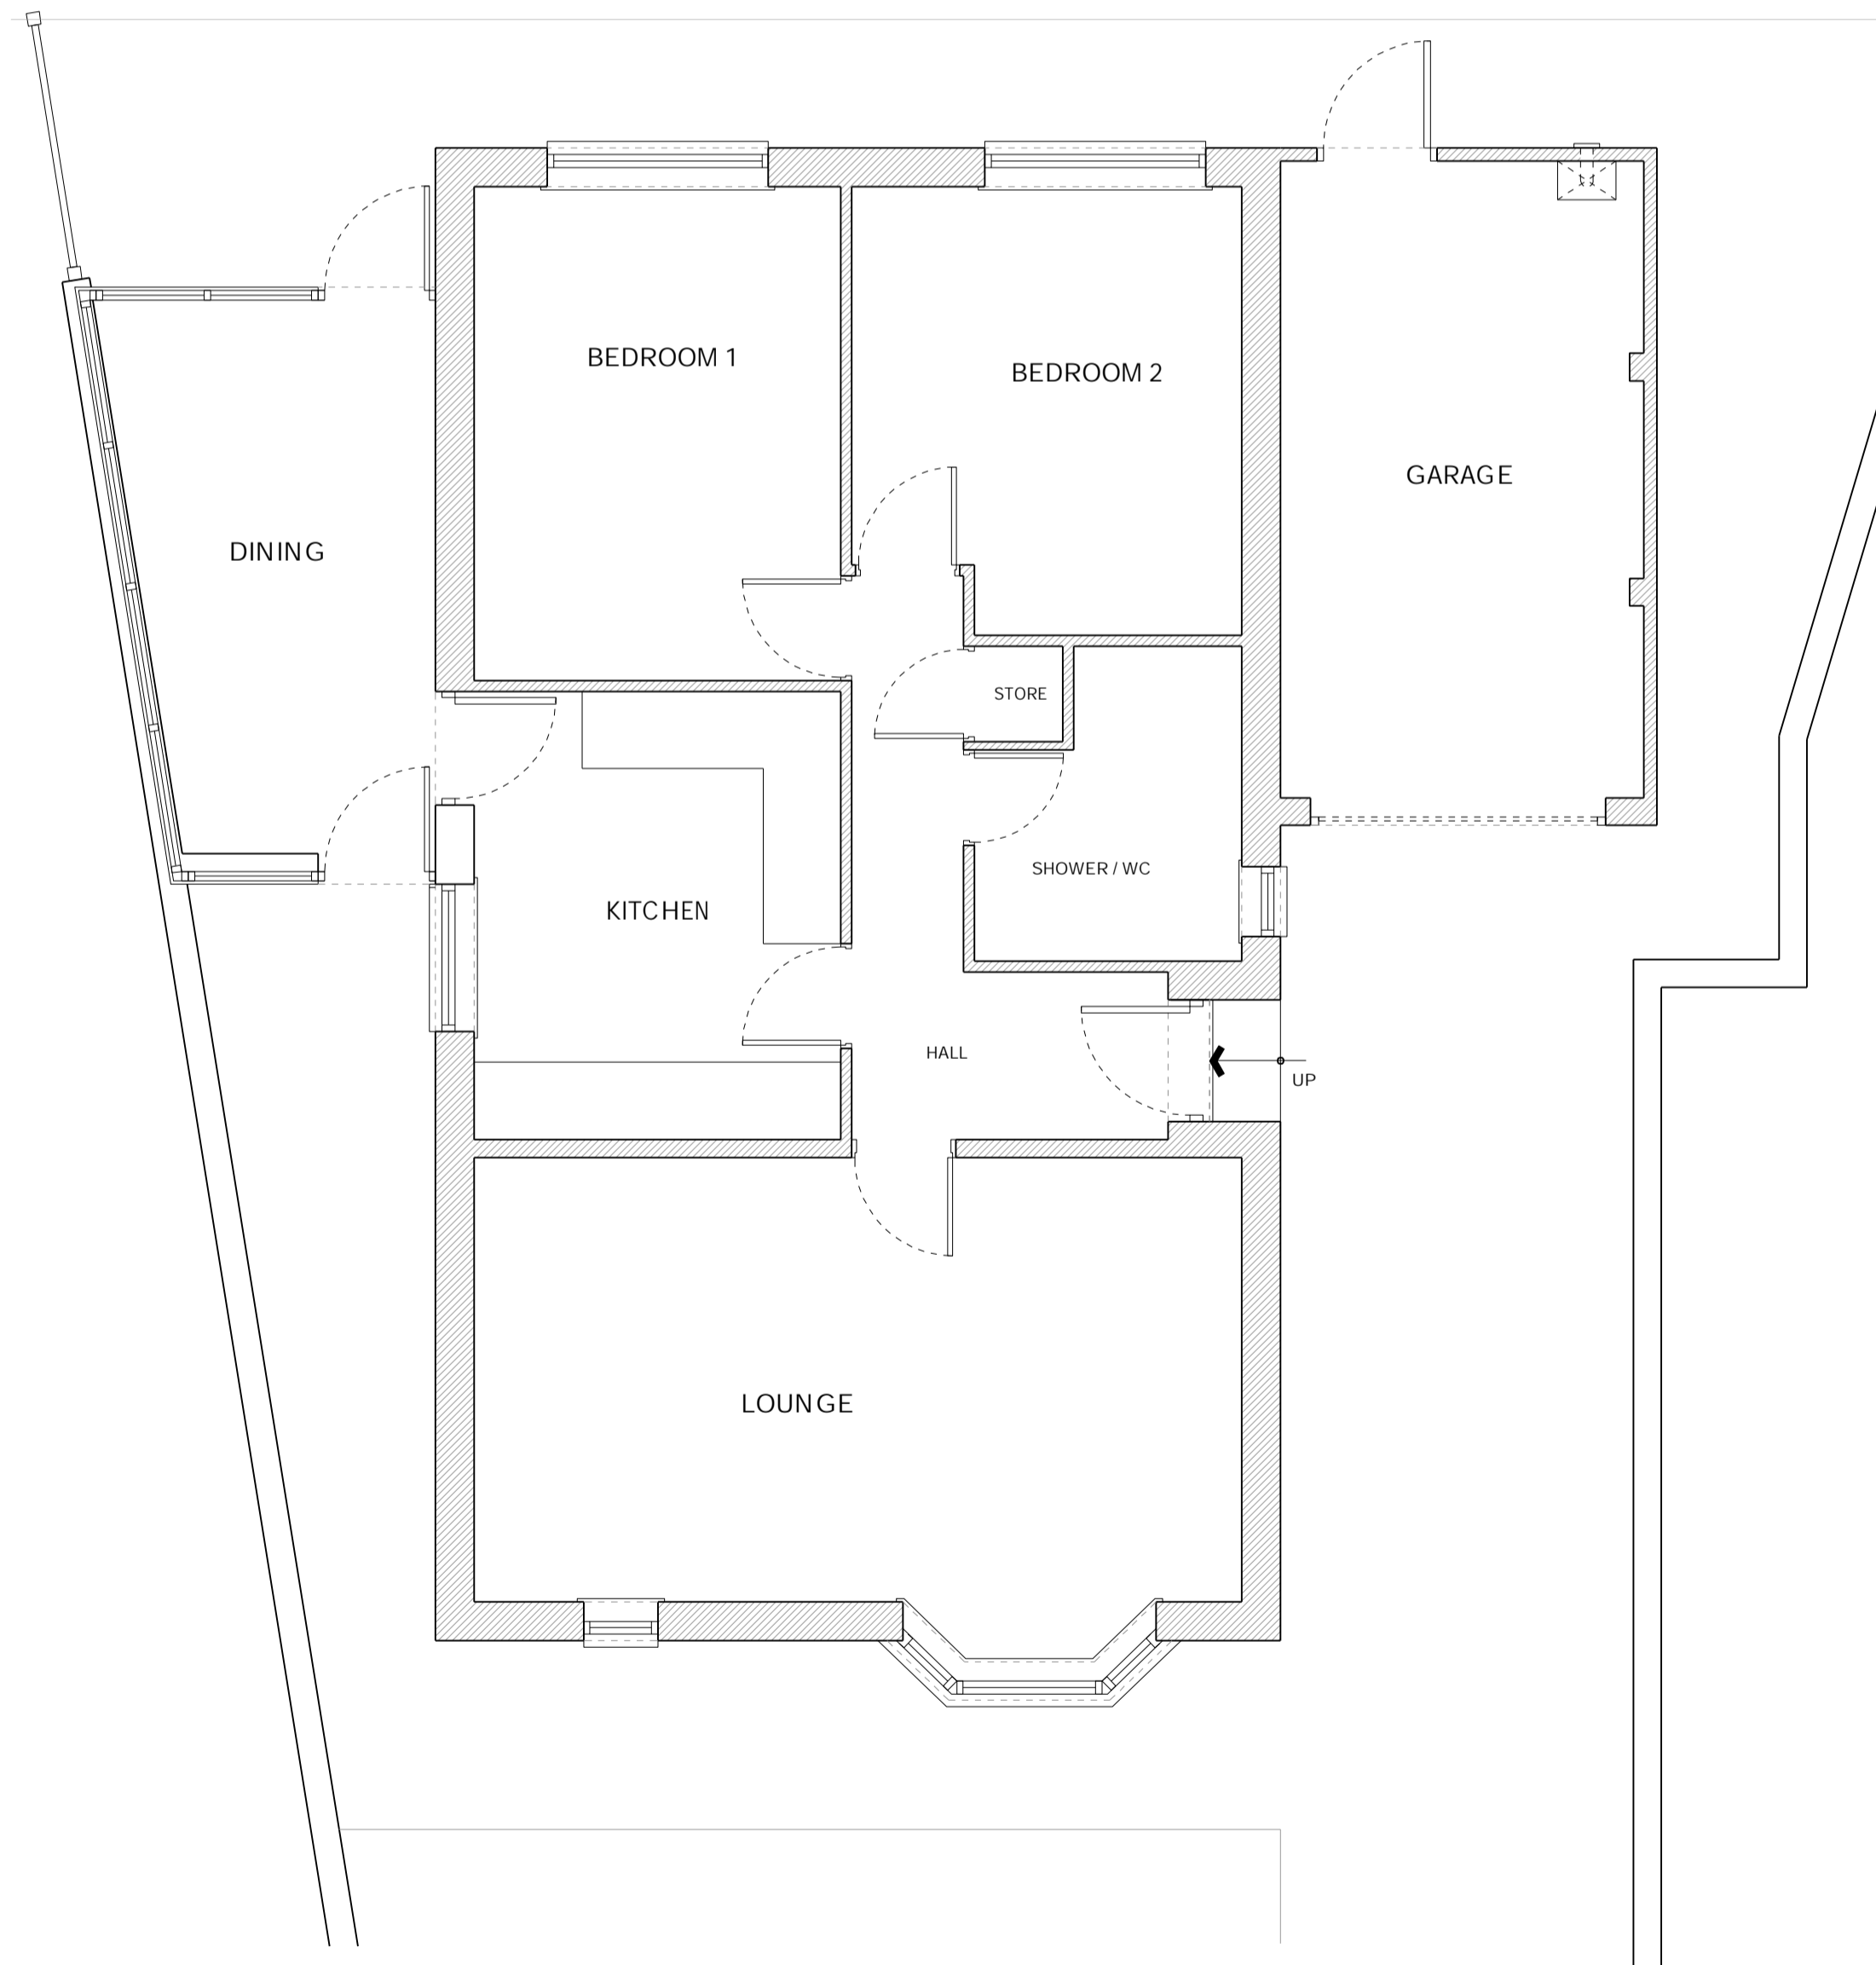 BEDROOM 1
BEDROOM 2
GARAGE
DINING
STORE
SHOWER / WC
KITCHEN
HALL
UP
LOUNGE